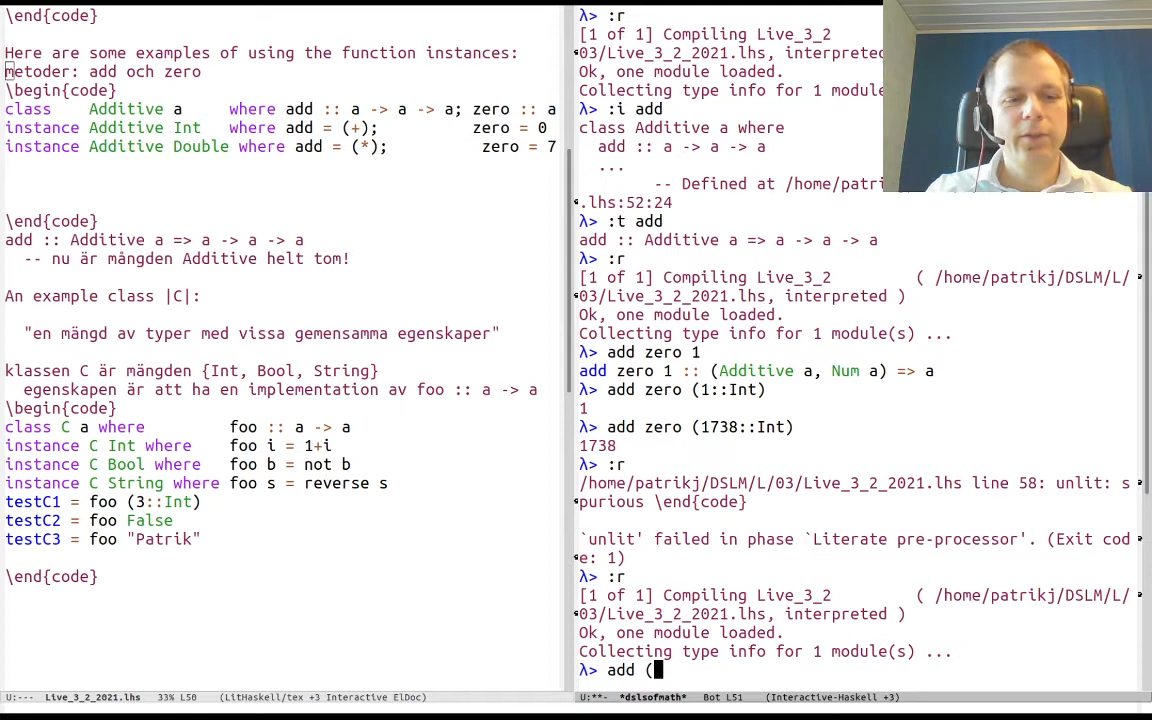 \end{code}
Here are some examples of using the function instances:
metoder: add och zero
\begin{code}
class    Additive a     where add :: a -> a -> a; zero :: a
instance Additive Int   where add = (+);          zero = 0
instance Additive Double where add = (*);          zero = 7
\end{code}
add :: Additive a => a -> a -> a
-- nu är mången Additive helt tom!
An example class |C|:
"en mängd av typer med vissa gemensamma egenskaper"
klassen C är mängden {Int, Bool, String}
egenskapen är att ha en implementation av foo :: a -> a
\begin{code}
class C a where         foo :: a -> a
instance C Int where    foo i = 1+i
instance C Bool where   foo b = not b
instance C String where foo s = reverse s
testC1 = foo (3::Int)
testC2 = foo False
testC3 = foo "Patrik"
\end{code}
U:---  Live_3_2_2021.lhs   33% L50    (LitHaskell/tex +3 Interactive ElDoc)
λ> :r
[1 of 1] Compiling Live_3_2
03/Live_3_2_2021.lhs, interpreted
Ok, one module loaded.
Collecting type info for 1 module
λ> :i add
class Additive a where
add :: a -> a -> a
...
-- Defined at /home/patri
.lhs:52:24
λ> :t add
add :: Additive a => a -> a -> a
λ> :r
[1 of 1] Compiling Live_3_2         ( /home/patrikj/DSLM/L/
03/Live_3_2_2021.lhs, interpreted )
Ok, one module loaded.
Collecting type info for 1 module(s) ...
λ> add zero 1
add zero 1 :: (Additive a, Num a) => a
λ> add zero (1::Int)
1
λ> add zero (1738::Int)
1738
λ> :r
/home/patrikj/DSLM/L/03/Live_3_2_2021.lhs line 58: unlit: s
purious \end{code}
`unlit' failed in phase `Literate pre-processor'. (Exit cod
e: 1)
λ> :r
[1 of 1] Compiling Live_3_2         ( /home/patrikj/DSLM/L/
03/Live_3_2_2021.lhs, interpreted )
Ok, one module loaded.
Collecting type info for 1 module(s) ...
λ> add (
U:**-  *dslsofmath*   Bot L51    (Interactive-Haskell +3)